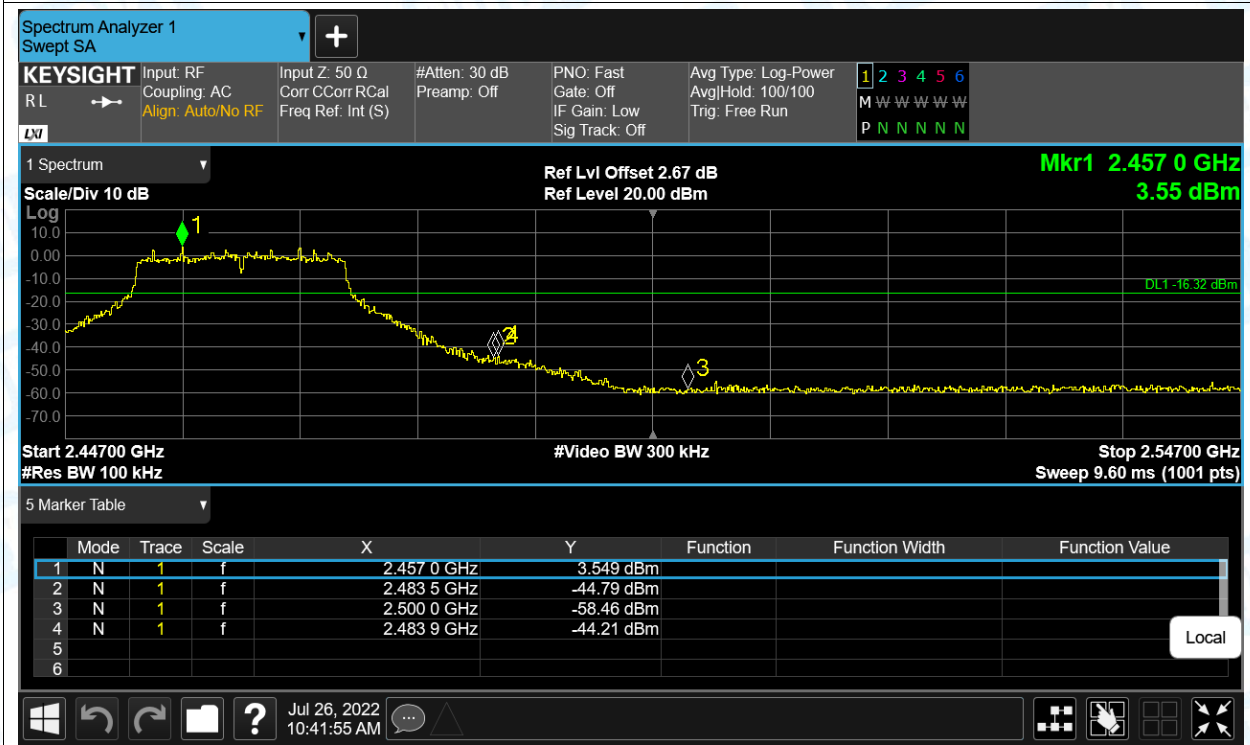 Spectrum Analyzer 1
Swept SA
KEYSIGHT
R L
LXI
Input: RF
Coupling: AC
Align: Auto/No RF
Input Z: 50 Ω
Corr CCorr RCal
Freq Ref: Int (S)
#Atten: 30 dB
Preamp: Off
PNO: Fast
Gate: Off
IF Gain: Low
Sig Track: Off
Avg Type: Log-Power
Avg|Hold: 100/100
Trig: Free Run
1 2 3 4 5 6
M W W W W W
P N N N N N
1 Spectrum
Scale/Div 10 dB
Ref Lvl Offset 2.67 dB
Ref Level 20.00 dBm
Mkr1 2.457 0 GHz
3.55 dBm
Log
10.0
0.00
-10.0
-20.0
-30.0
-40.0
-50.0
-60.0
-70.0
1
3
DL1 -16.32 dBm
Start 2.44700 GHz
#Res BW 100 kHz
#Video BW 300 kHz
Stop 2.54700 GHz
Sweep 9.60 ms (1001 pts)
5 Marker Table
Mode Trace Scale X Y Function Function Width Function Value
1 N 1 f 2.457 0 GHz 3.549 dBm
2 N 1 f 2.483 5 GHz -44.79 dBm
3 N 1 f 2.500 0 GHz -58.46 dBm
4 N 1 f 2.483 9 GHz -44.21 dBm
5
6
Local
?
Jul 26, 2022
10:41:55 AM